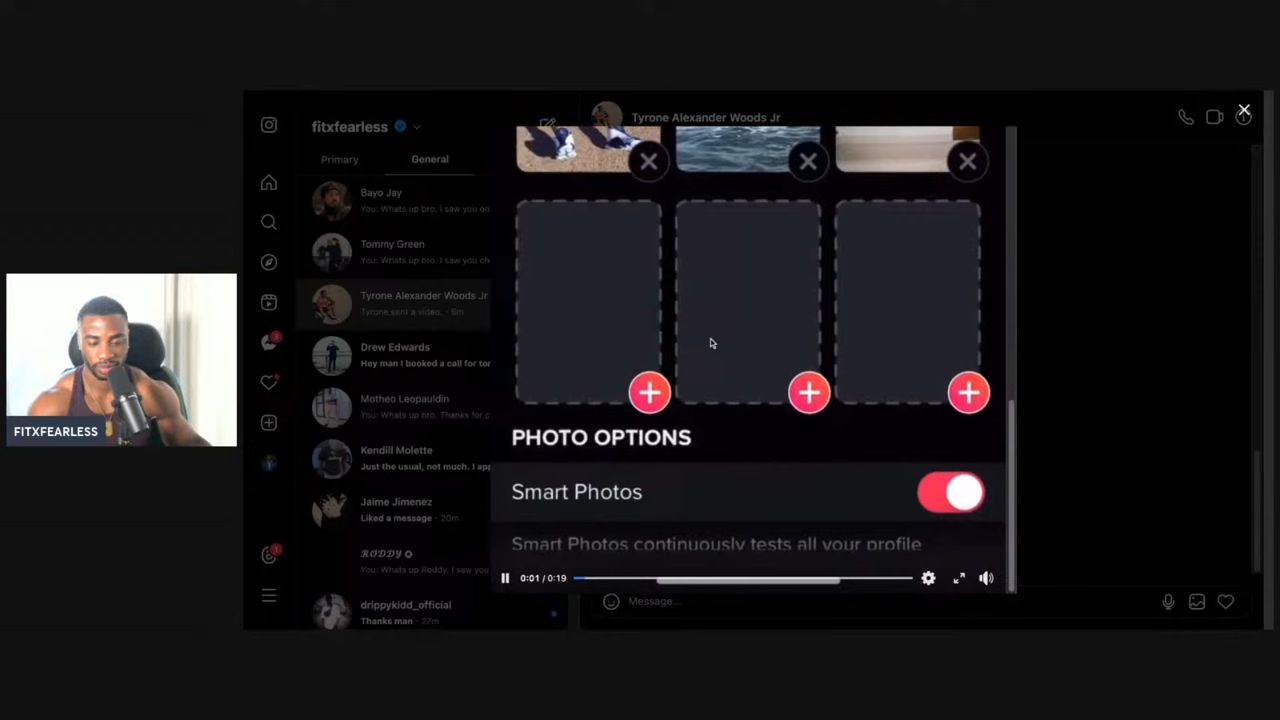 fitxfearless
Primary
General
Bayo Jay
You: Whats up bro. I saw you on
Tommy Green
You: Whats up bro. I saw you che
Tyrone Alexander Woods Jr
Tyrone sent a video. · 5m
Drew Edwards
Hey man I booked a call for tor
Motheo Leopauldin
You: Whats up bro. Thanks for c
Kendill Molette
Just the usual, not much. I app
Jaime Jimenez
Liked a message · 20m
RODDY
You: Whats up Roddy. I saw you
drippykidd_official
Thanks man · 27m
3
1
Tyrone Alexander Woods Jr
PHOTO OPTIONS
Smart Photos
Smart Photos continuously tests all your profile
0:01 / 0:19
Message...
FITXFEARLESS